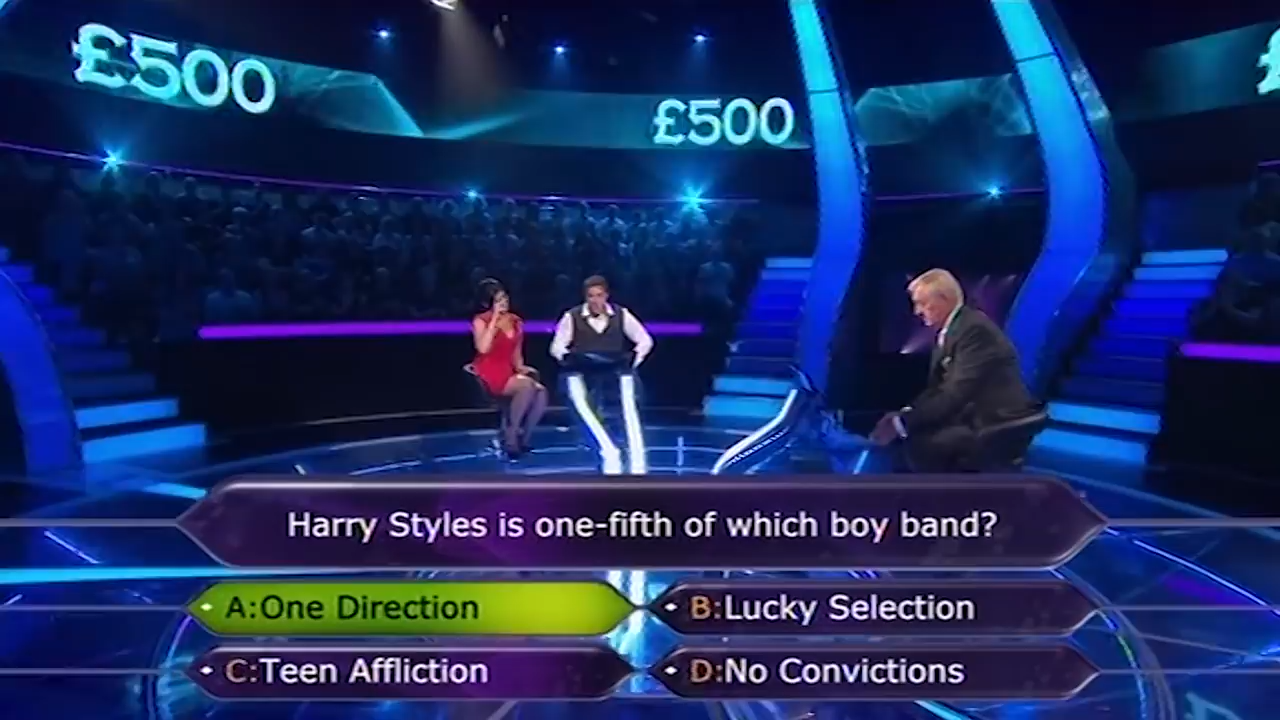 £500
£500
£
Harry Styles is one-fifth of which boy band?
A:One Direction
B:Lucky Selection
C:Teen Affliction
D:No Convictions